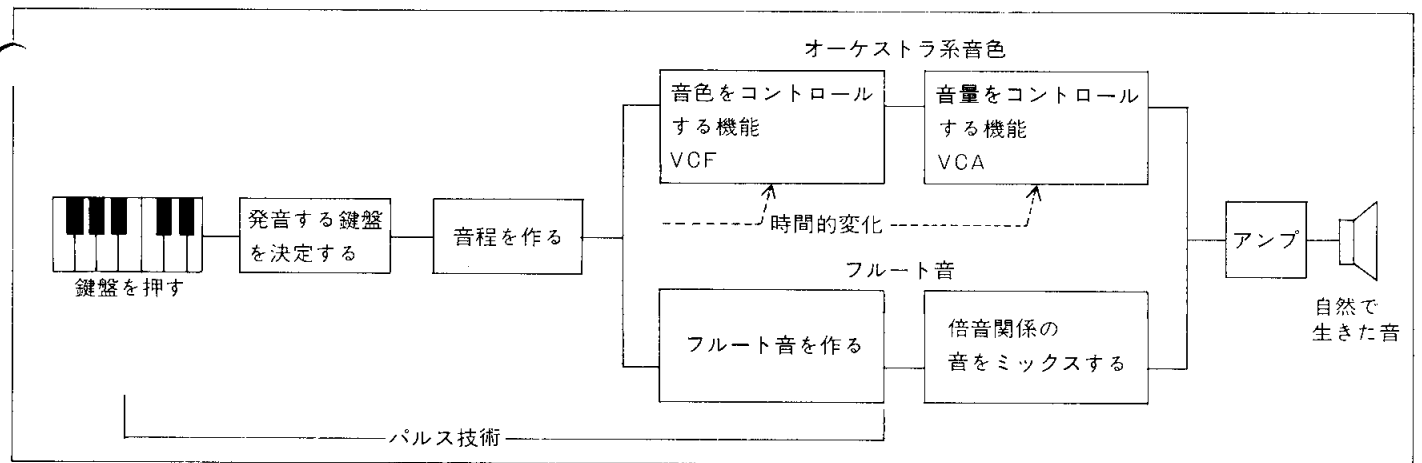 オーケストラ系音色
音色をコントロール
する機能
VCF
音量をコントロール
する機能
VCA
時間的変化
鍵盤を押す
発音する鍵盤
を決定する
音程を作る
フルート音
フルート音を作る
倍音関係の
音をミックスする
アンプ
自然で
生きた音
パルス技術